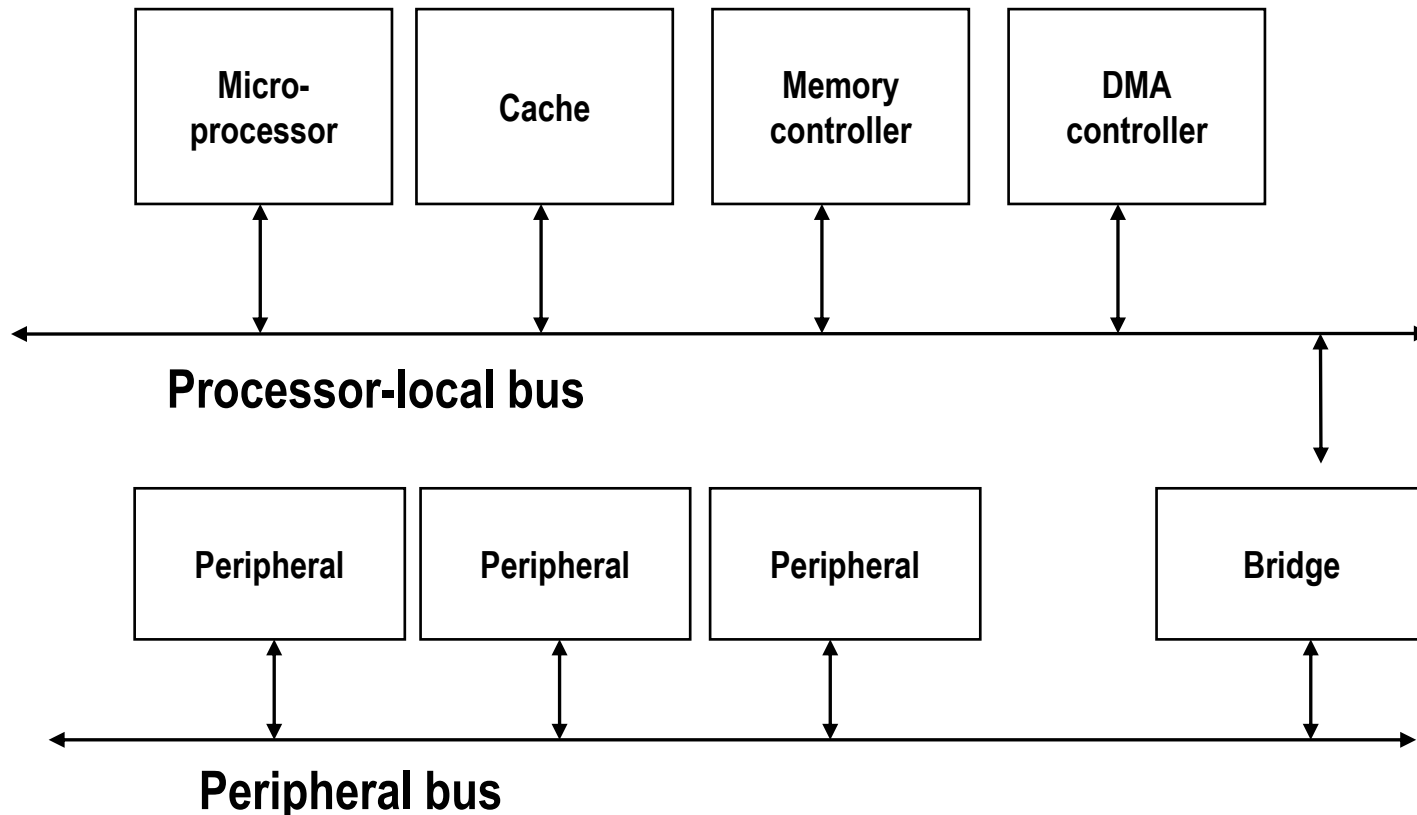 Micro-
processor
Cache
Memory
controller
DMA
controller
Processor-local bus
Peripheral
Peripheral
Peripheral
Bridge
Peripheral bus